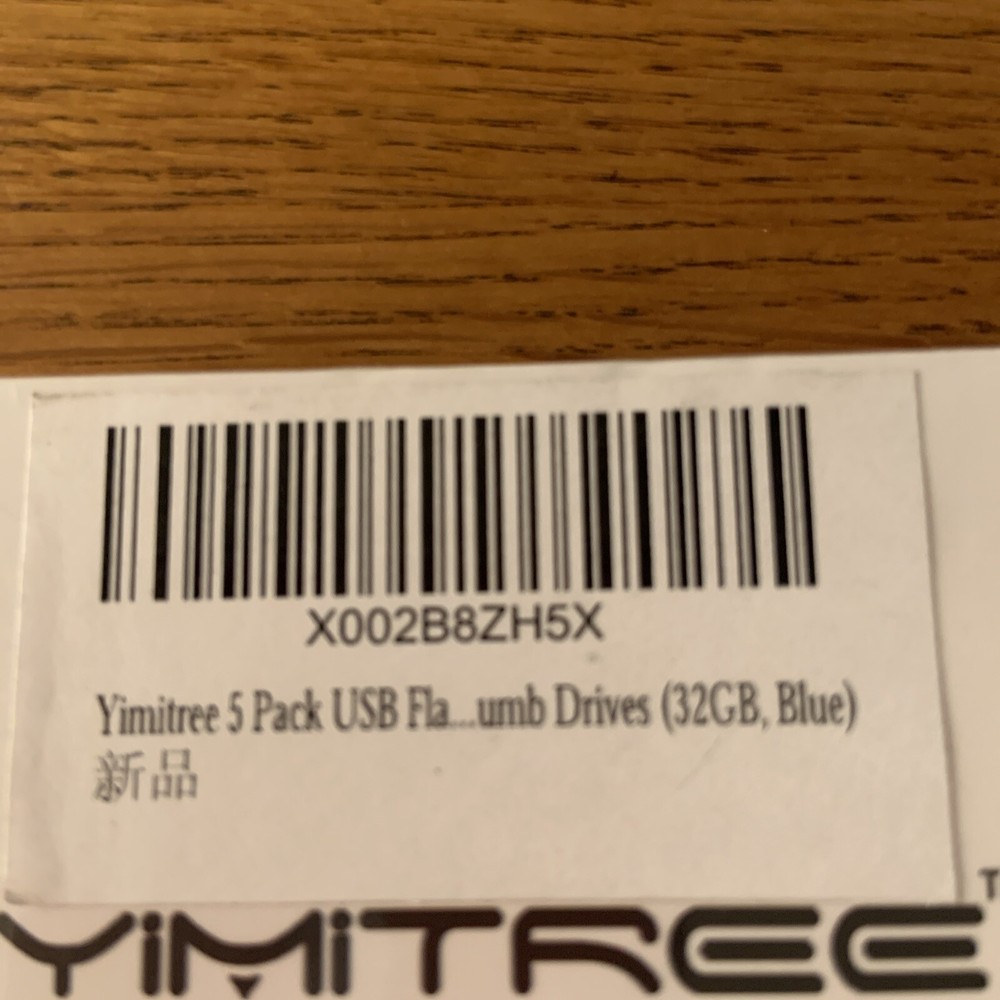 X002B8ZH5X
Yimitree 5 Pack USB Fla...umb Drives (32GB, Blue)
新品
YiMiTREE